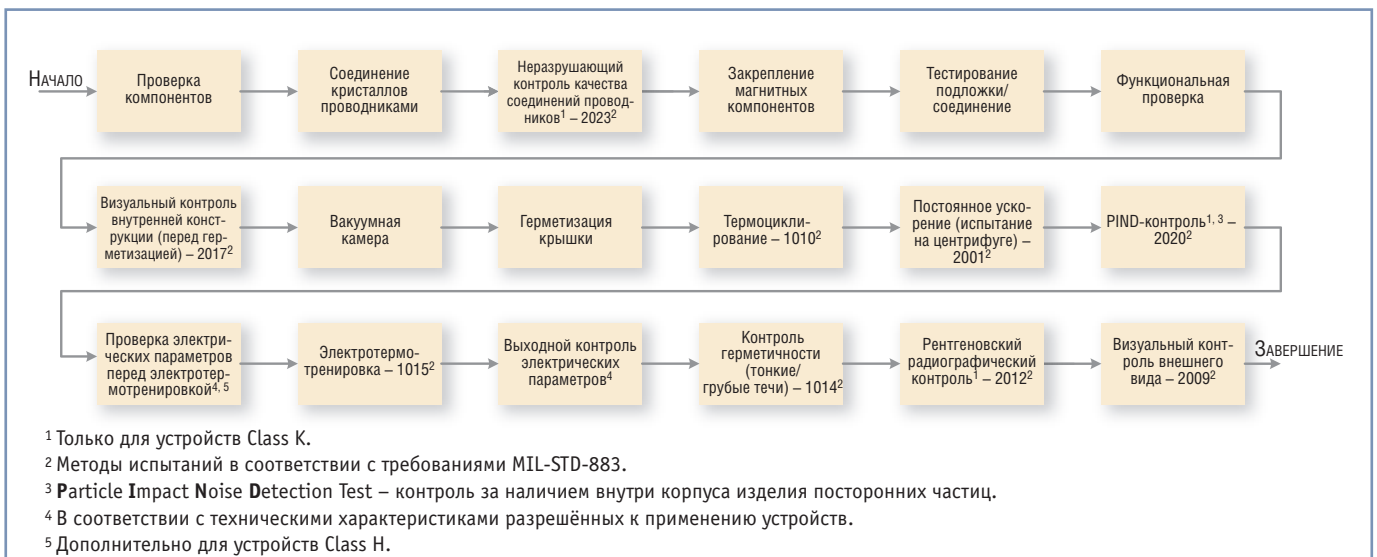 НАЧАЛО
Проверка
компонентов
Соединение
кристаллов
проводниками
Неразрушающий
контроль качества
соединений провод-
ников1 – 20232
Закрепление
магнитных
компонентов
Тестирование
подложки/
соединение
Функциональная
проверка
Визуальный контроль
внутренней конст-
рукции (перед гер-
метизацией) – 20172
Вакуумная
камера
Герметизация
крышки
Термоцикли-
рование – 10102
Постоянное уско-
рение (испытание
на центрифуге) –
20012
PIND-контроль1, 3 –
20202
Проверка электри-
ческих параметров
перед электротер-
мотренировкой4, 5
Электротермо-
тренировка – 10152
Выходной контроль
электрических
параметров4
Контроль
герметичности
(тонкие/
грубые течи) – 10142
Рентгеновский
радиографический
контроль1 – 20122
Визуальный конт-
роль внешнего
вида – 20092
ЗАВЕРШЕНИЕ
1 Только для устройств Class K.
2 Методы испытаний в соответствии с требованиями MIL-STD-883.
3 Particle Impact Noise Detection Test – контроль за наличием внутри корпуса изделия посторонних частиц.
4 В соответствии с техническими характеристиками разрешённых к применению устройств.
5 Дополнительно для устройств Class H.